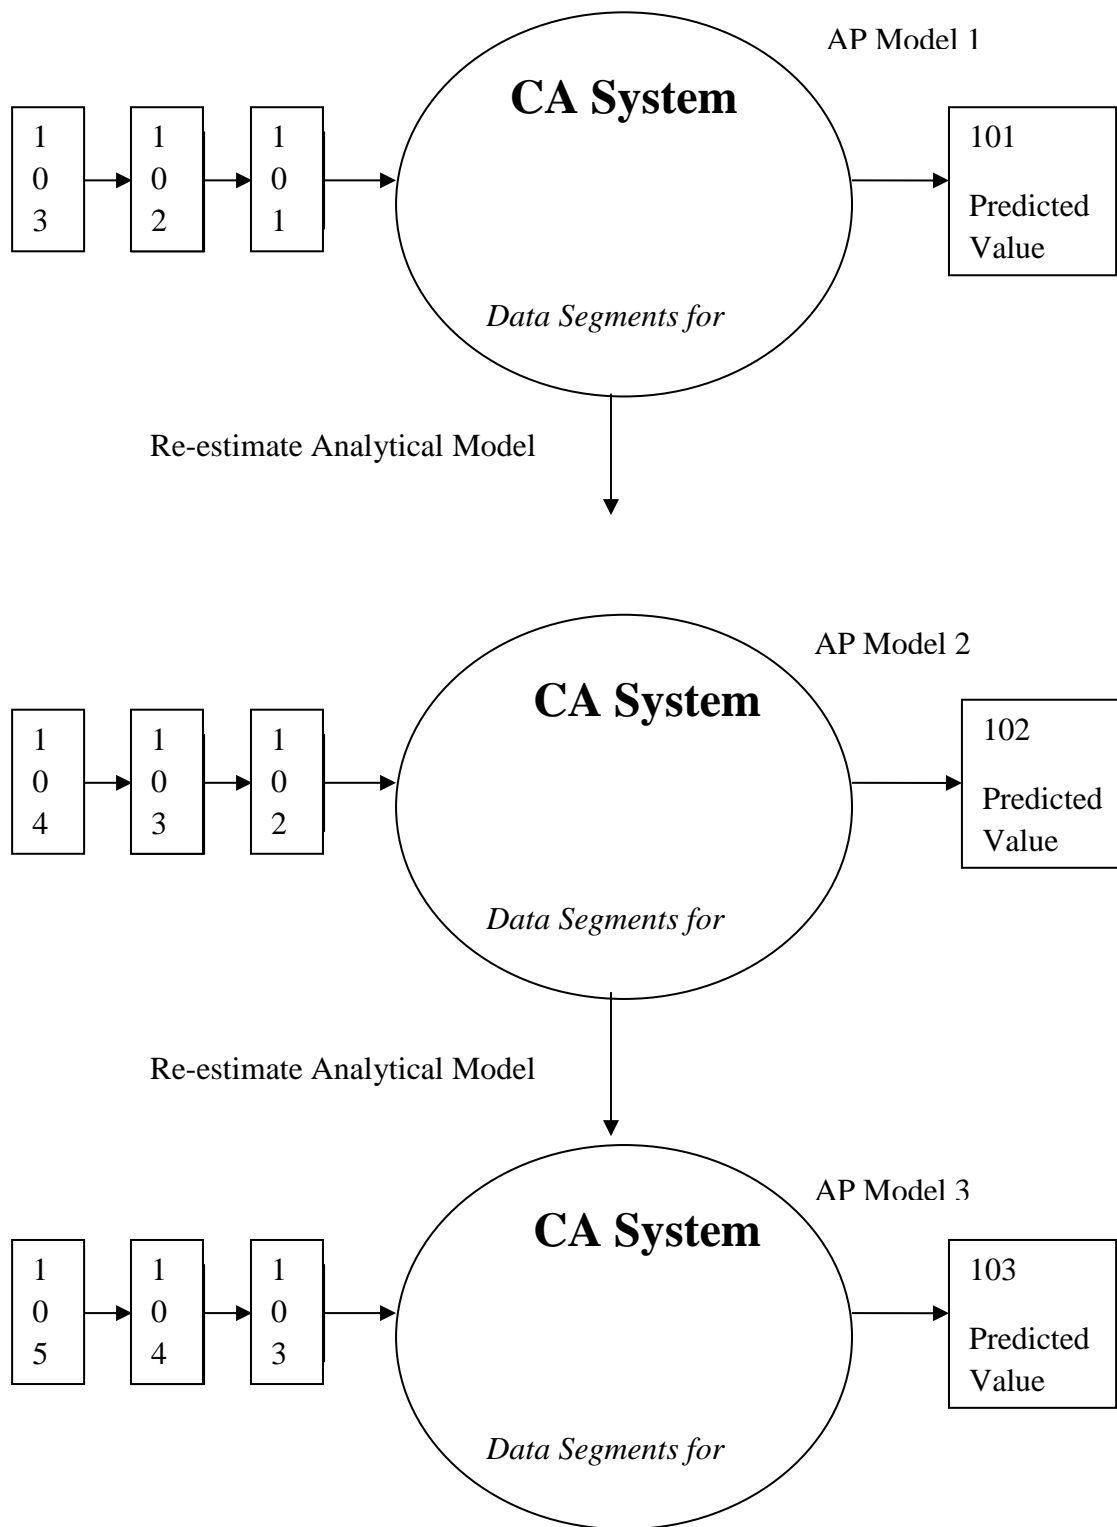 AP Model 1
CA System
1
0
3
1
0
2
1
0
1
101
Predicted
Value
Data Segments for
Re-estimate Analytical Model
AP Model 2
CA System
1
0
4
1
0
3
1
0
2
102
Predicted
Value
Data Segments for
Re-estimate Analytical Model
AP Model 3
CA System
1
0
5
1
0
4
1
0
3
103
Predicted
Value
Data Segments for